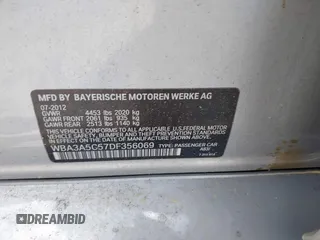 MFD BY BAYERISCHE MOTOREN WERKE AG
07-2012
GVWR 4453 lbs 2020 kg
GAWR FRONT 2061 lbs 935 kg
GAWR REAR 2513 lbs 1140 kg
THIS VEHICLE CONFORMS TO ALL APPLICABLE
FEDERAL SAFETY, BUMPER AND THEFT
PREVENTION STANDARDS IN EFFECT ON THE
DATE OF MANUFACTURE SHOWN ABOVE.
WBA3A5C57DF356069 TYPE: PASSENGER CAR
DREAMBID